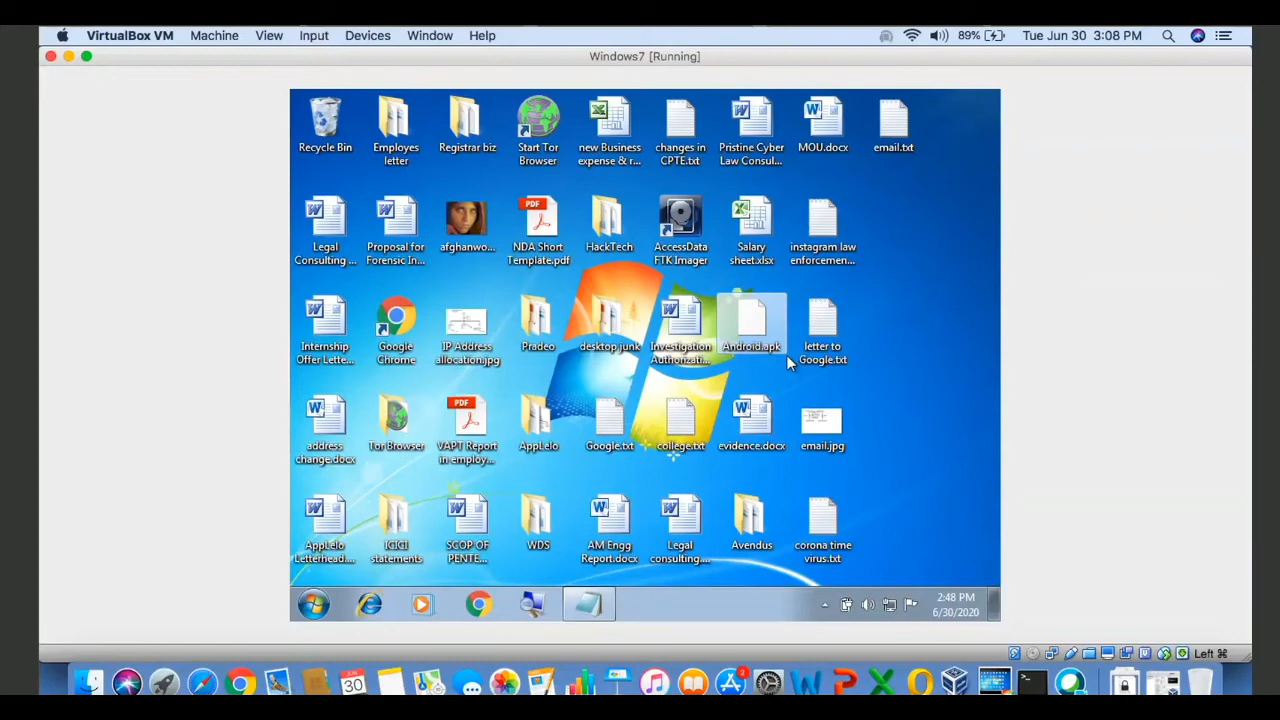 VirtualBox VM Machine View Input Devices Window Help 89% Tue Jun 30 3:08 PM
Windows7 [Running]
Recycle Bin
Employes
letter
Registrar biz
Start Tor
Browser
new Business
expense & r...
changes in
CPTE.txt
Pristine Cyber
Law Consul...
MOU.docx
email.txt
Legal
Consulting ...
Proposal for
Forensic In...
afghanwo...
PDF
NDA Short
Template.pdf
HackTech
AccessData
FTK Imager
Salary
sheet.xlsx
instagram law
enforcemen...
Internship
Offer Lette...
Google
Chrome
IP Address
allocation.jpg
Pradeo
desktop junk
Investigation
Authorizati...
Android.apk
letter to
Google.txt
address
change.docx
Tor Browser
PDF
VAPT Report
in employ...
AppLelo
Google.txt
college.txt
evidence.docx
email.jpg
AppLelo
Letterhead....
ICICI
statements
SCOP OF
PENTE...
WDS
AM Engg
Report.docx
Legal
consulting....
Avendus
corona time
virus.txt
2:48 PM
6/30/2020
Left ⌘
30